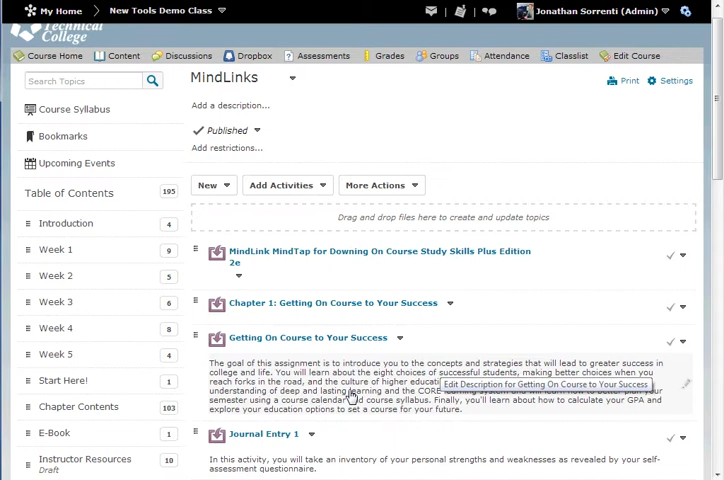 My Home
New Tools Demo Class
Jonathan Sorrenti (Admin)
Technical
College
Course Home
Content
Discussions
Dropbox
Assessments
Grades
Groups
Attendance
Classlist
Edit Course
Search Topics
MindLinks
Print
Settings
Add a description...
Course Syllabus
Published
Bookmarks
Add restrictions...
Upcoming Events
Table of Contents 195
New
Add Activities
More Actions
Introduction 4
Drag and drop files here to create and update topics
Week 1 9
MindLink MindTap for Downing On Course Study Skills Plus Edition
2e
Week 2 5
Week 3 6
Chapter 1: Getting On Course to Your Success
Week 4 8
Getting On Course to Your Success
Week 5 4
The goal of this assignment is to introduce you to the concepts and strategies that will lead to greater success in
college and life. You will learn about the eight choices of successful students, making better choices when you
reach forks in the road, and the culture of higher
Edit Description for Getting On Course to Your Success
understanding of deep and lasting learning and the CORE learning system and will learn how to better plan your
semester using a course calendar and course syllabus. Finally, you'll learn about how to calculate your GPA and
explore your education options to set a course for your future.
Start Here! 1
Chapter Contents 103
E-Book 1
Journal Entry 1
Instructor Resources 10
Draft
In this activity, you will take an inventory of your personal strengths and weaknesses as revealed by your self-
assessment questionnaire.